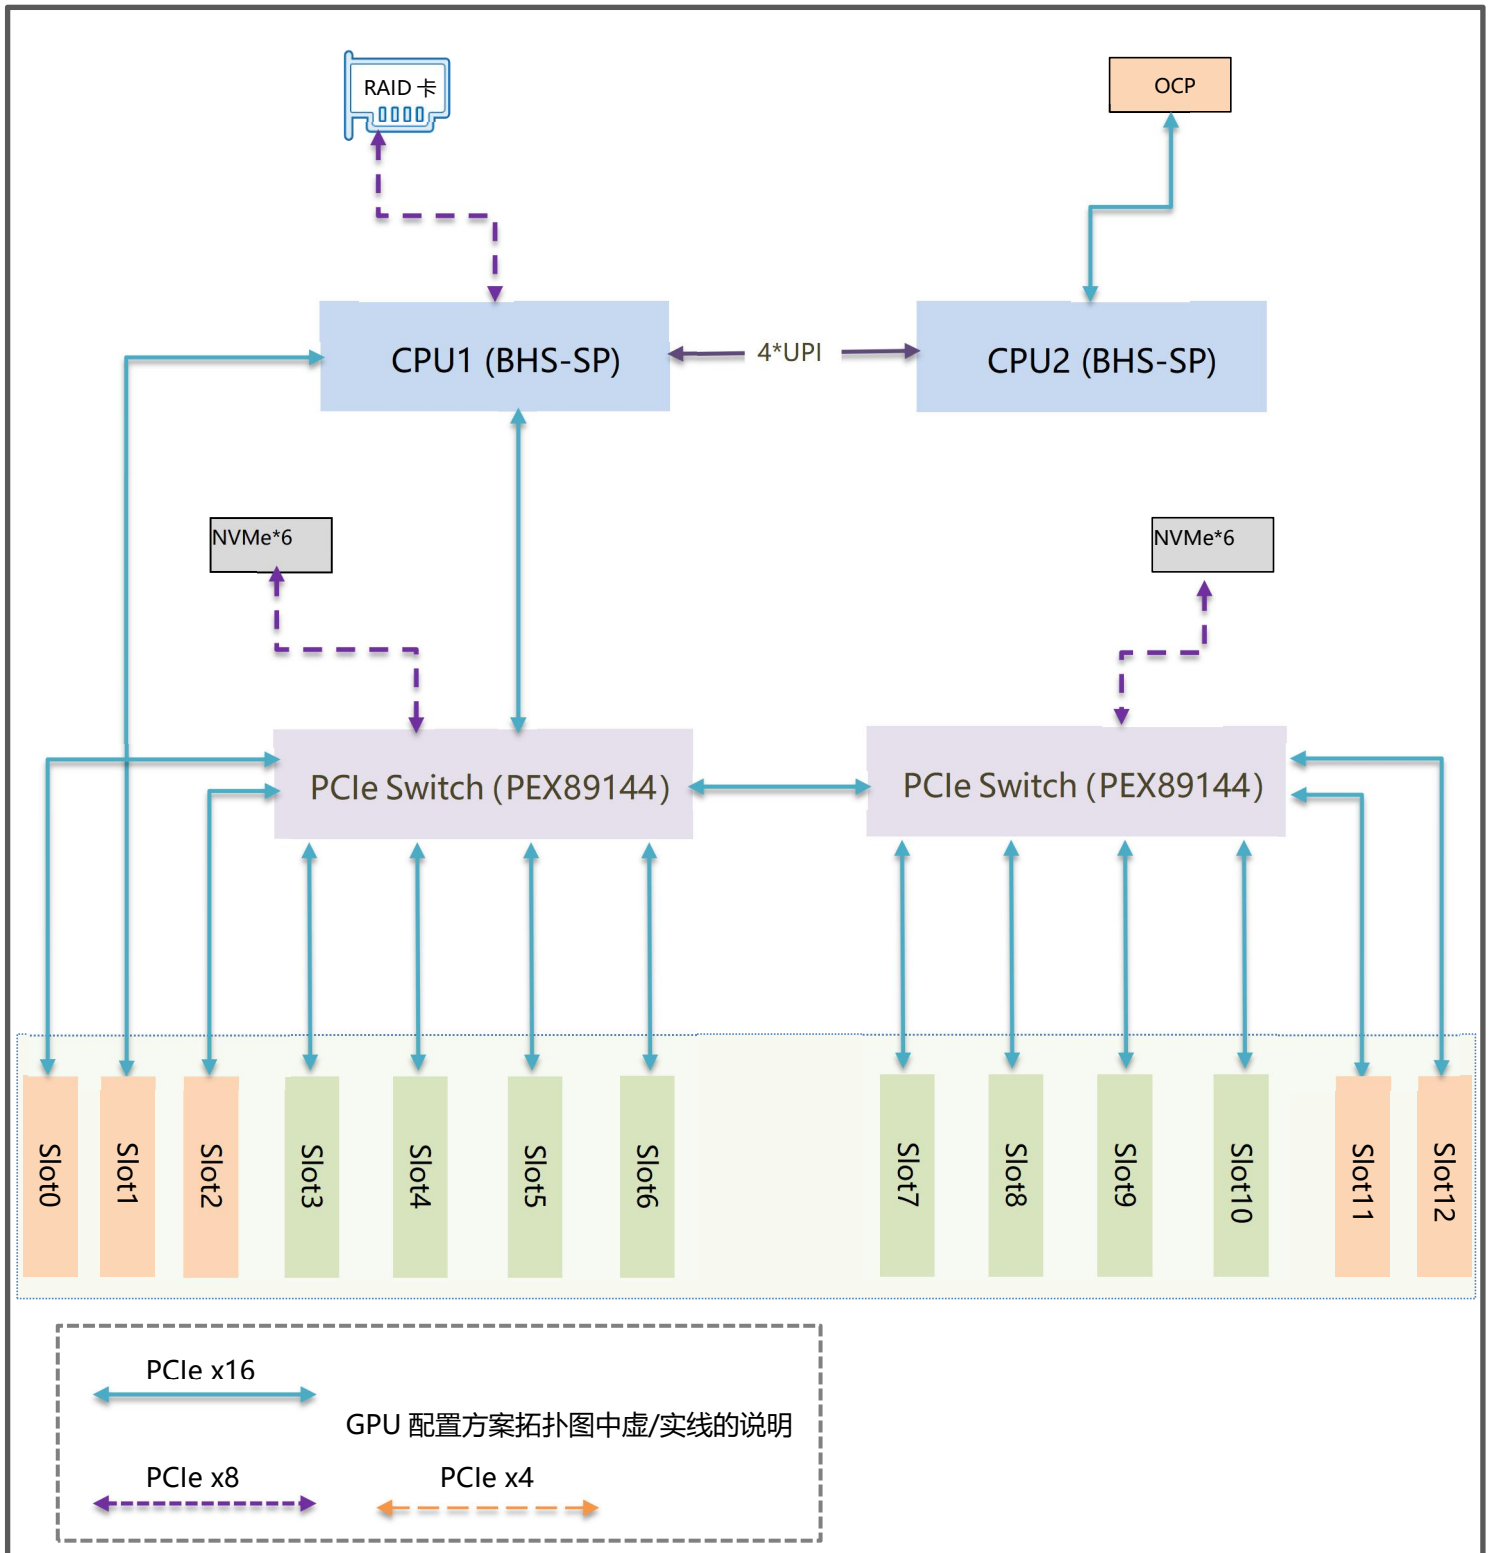 RAID 卡
OCP
CPU1 (BHS-SP)
4*UPI
CPU2 (BHS-SP)
NVMe*6
NVMe*6
PCIe Switch (PEX89144)
PCIe Switch (PEX89144)
Slot0
Slot1
Slot2
Slot3
Slot4
Slot5
Slot6
Slot7
Slot8
Slot9
Slot10
Slot11
Slot12
PCIe x16
GPU 配置方案拓扑图中虚/实线的说明
PCIe x8
PCIe x4